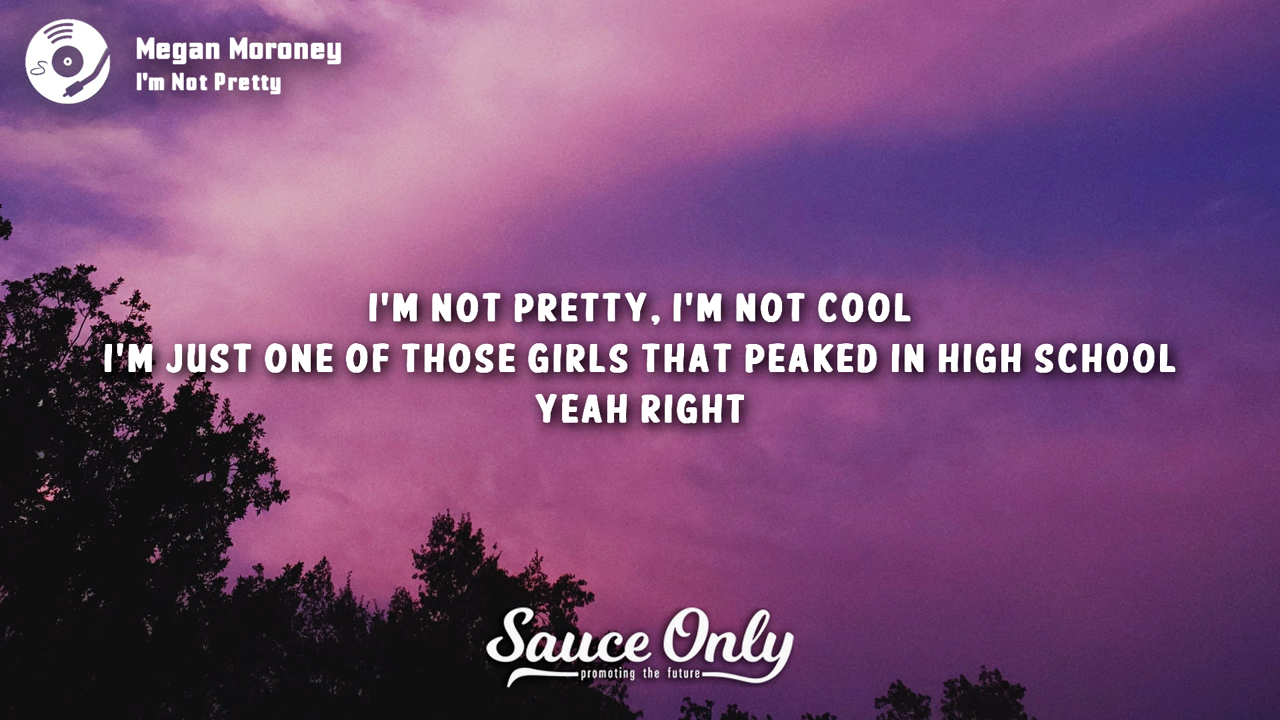 Megan Moroney
I'm Not Pretty
I'M NOT PRETTY, I'M NOT COOL
I'M JUST ONE OF THOSE GIRLS THAT PEAKED IN HIGH SCHOOL
YEAH RIGHT
Sauce Only
promoting the future